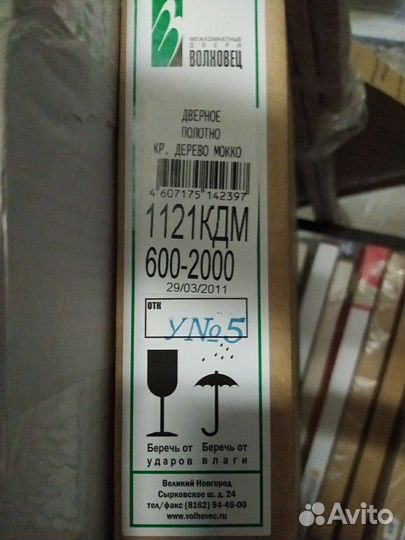 МЕЖКОМНАТНЫЕ
ДВЕРИ
ВОЛХОВЕЦ
ДВЕРНОЕ
ПОЛОТНО
КР. ДЕРЕВО МОККО
4 607175 142397
1121КДМ
600-2000
29/03/2011
ОТК
У№5
Беречь от ударов
Беречь от влаги
Великий Новгород
Сырковское ш. д. 24
тел/факс (8162) 94-46-00
www.volhovec.ru
Avito